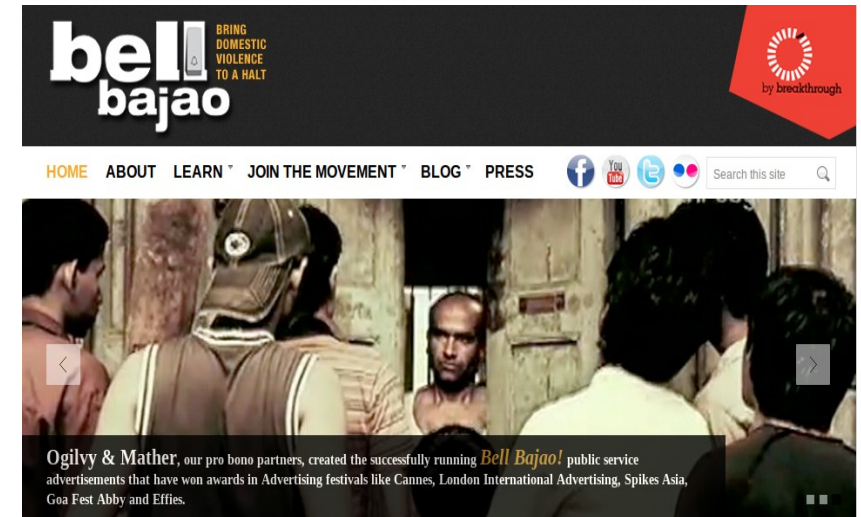 bell
bajao
BRING
DOMESTIC
VIOLENCE
TO A HALT
by breakthrough
HOME ABOUT LEARN JOIN THE MOVEMENT BLOG PRESS
f You Tube t
Search this site
Ogilvy & Mather, our pro bono partners, created the successfully running Bell Bajao! public service
advertisements that have won awards in Advertising festivals like Cannes, London International Advertising, Spikes Asia,
Goa Fest Abby and Effies.